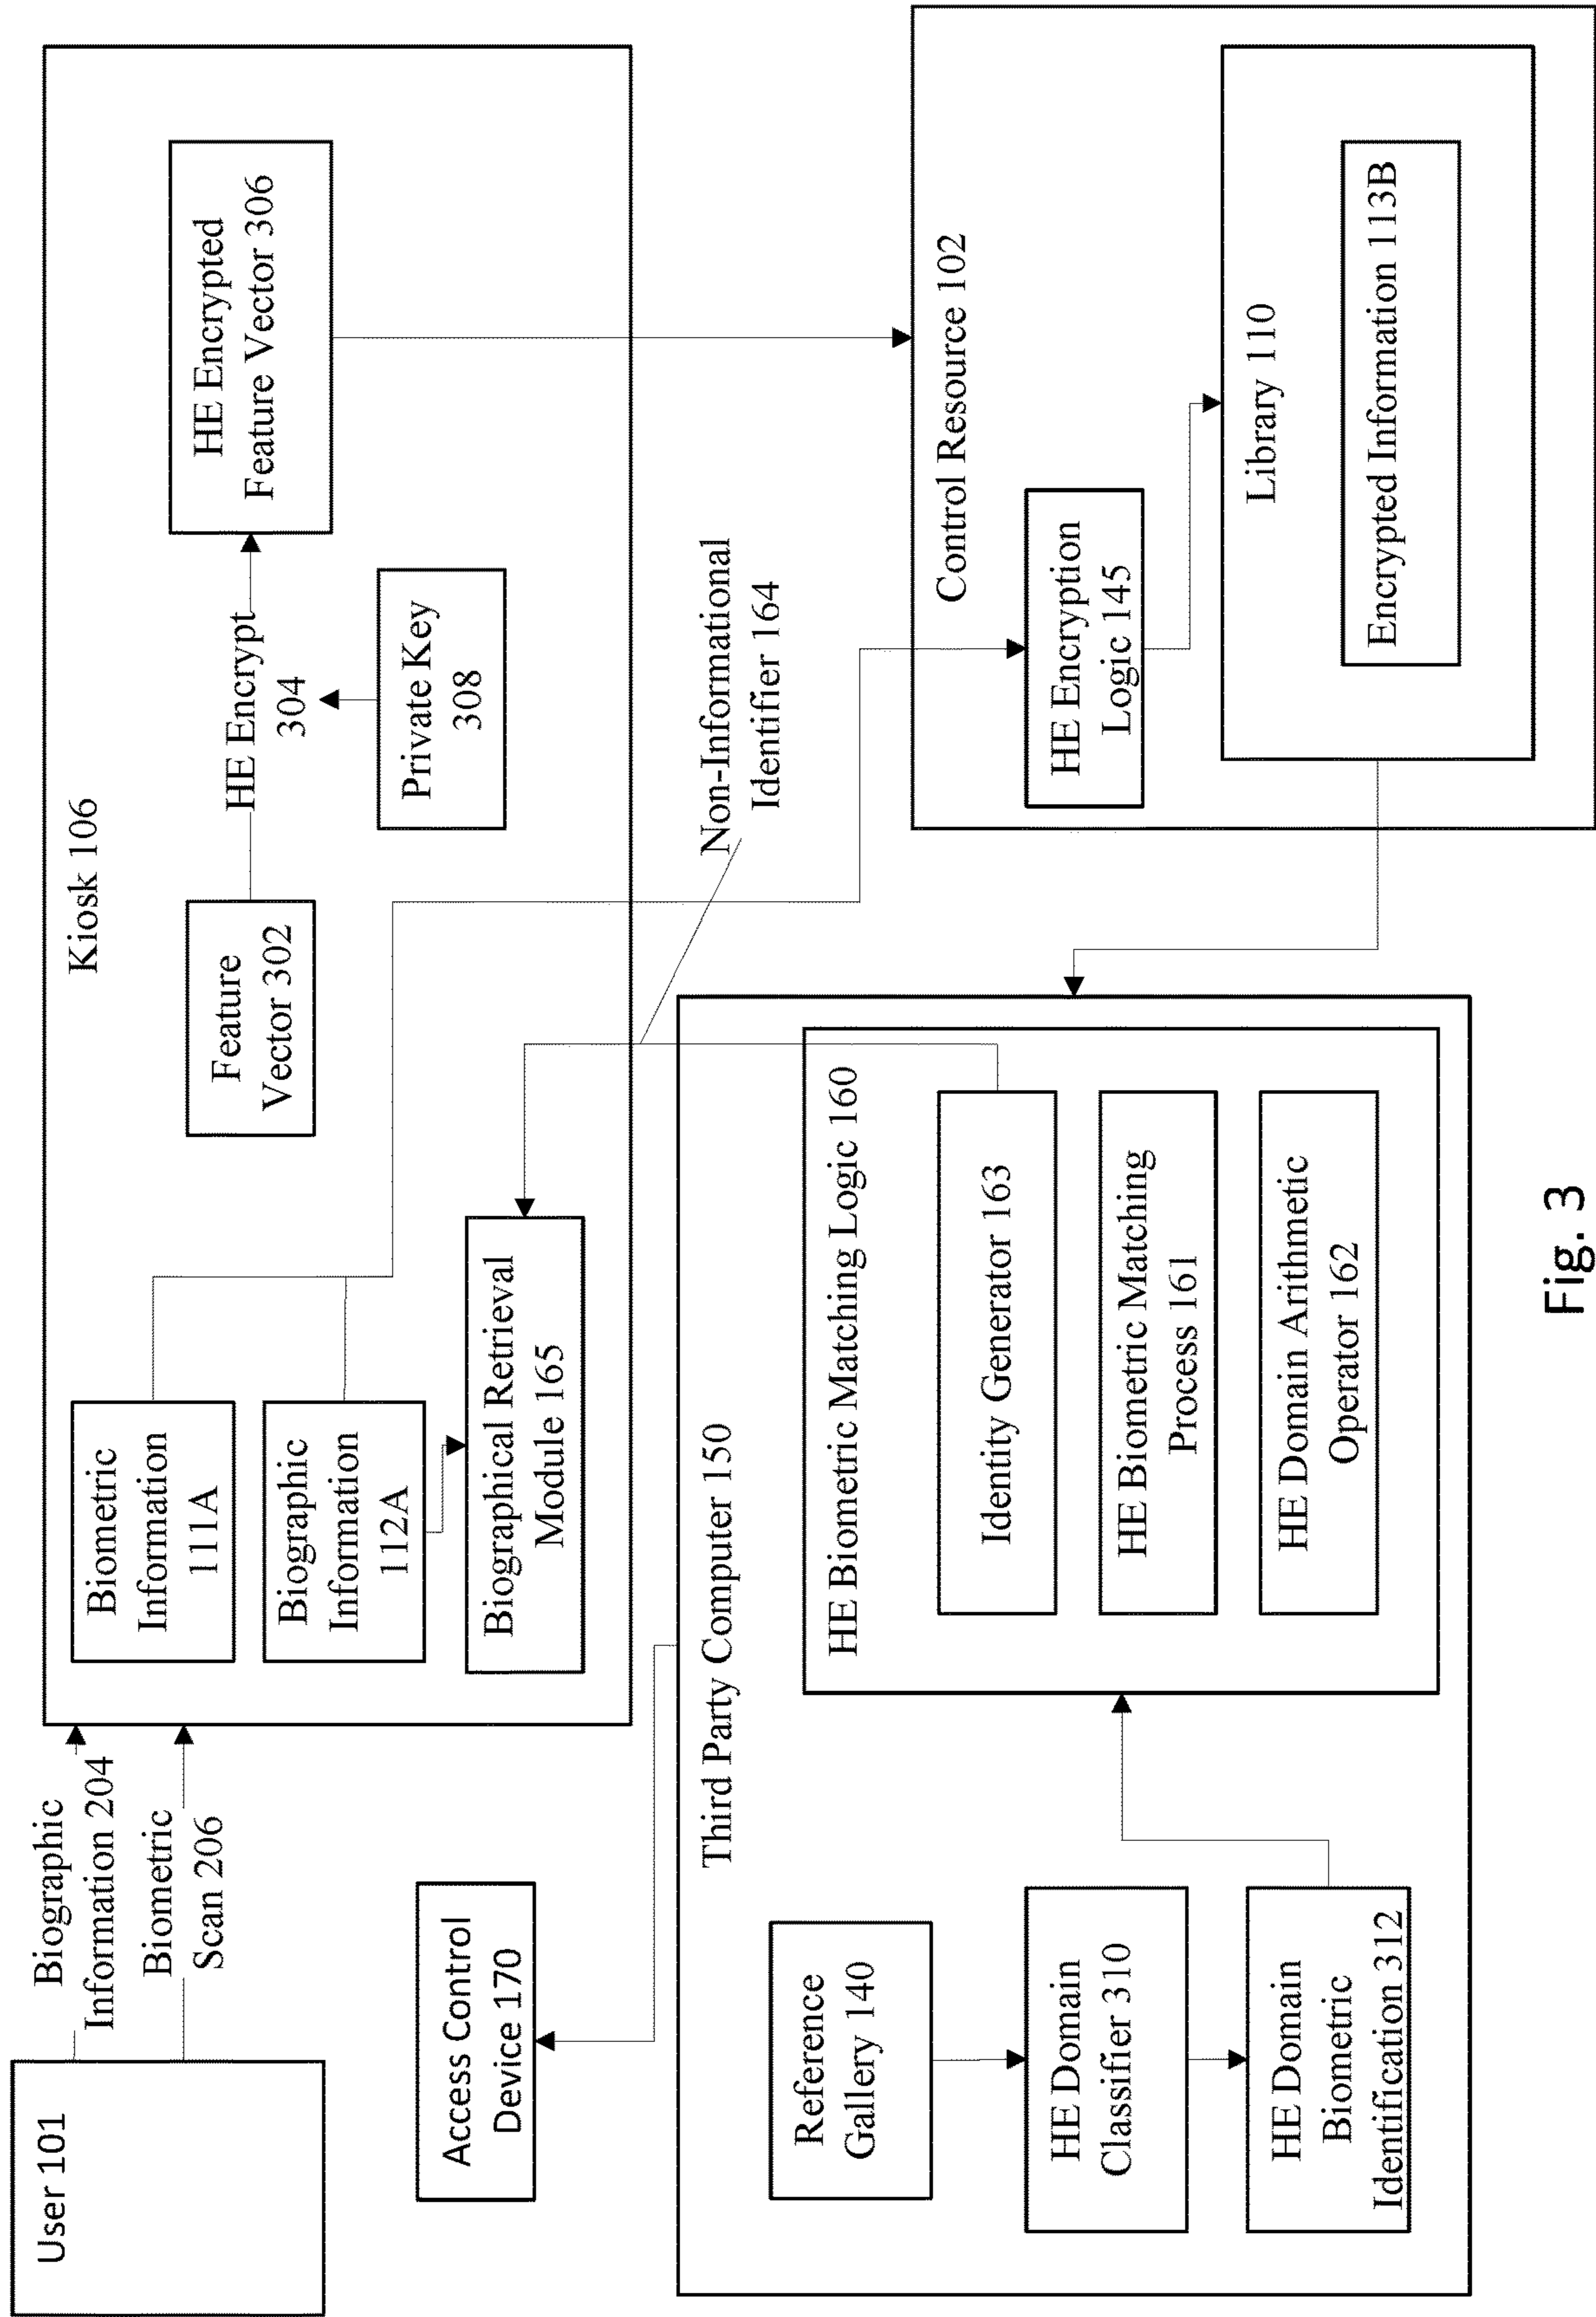 User 101
Biographic
Information 204
Biometric
Scan 206
Kiosk 106
Biometric
Information
111A
Biographic
Information
112A
Biographical Retrieval
Module 165
Feature
Vector 302
HE Encrypt
304
Private Key
308
HE Encrypted
Feature Vector 306
Access Control
Device 170
Non-Informational
Identifier 164
Third Party Computer 150
Reference
Gallery 140
HE Domain
Classifier 310
HE Domain
Biometric
Identification 312
HE Biometric Matching Logic 160
Identity Generator 163
HE Biometric Matching
Process 161
HE Domain Arithmetic
Operator 162
Control Resource 102
HE Encryption
Logic 145
Library 110
Encrypted Information 113B
Fig. 3